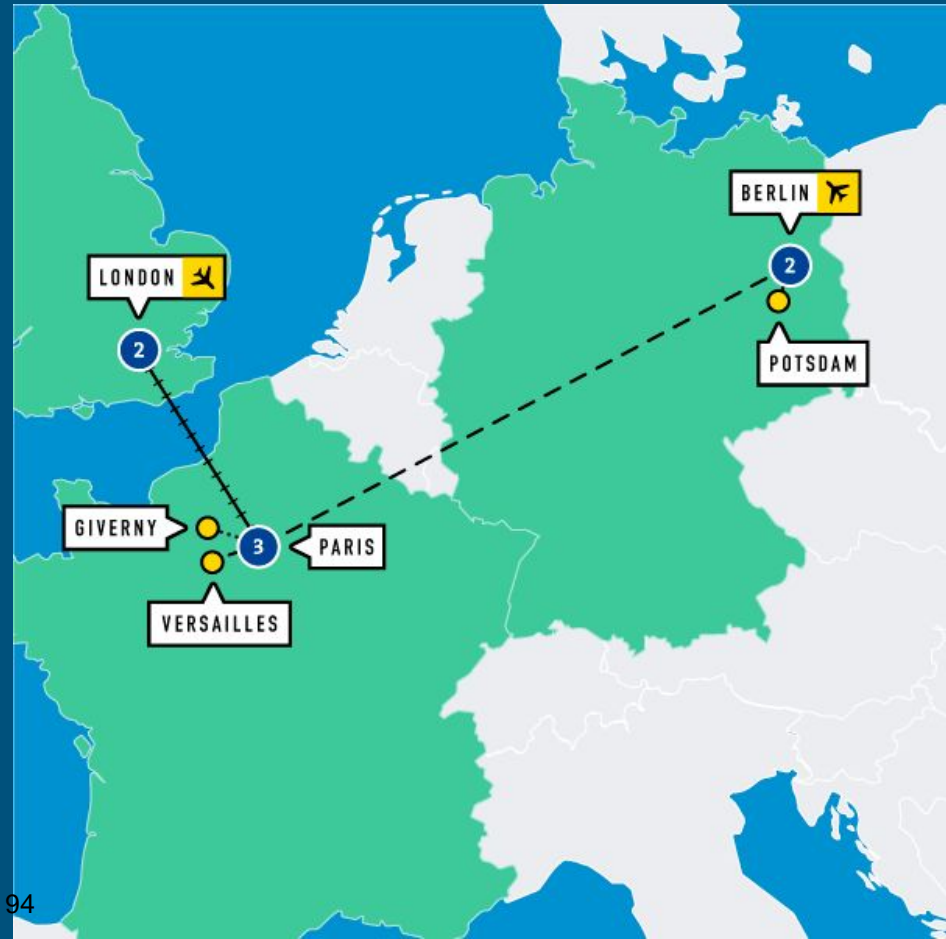 BERLIN
2
POTSDAM
LONDON
2
GIVERNY
3
PARIS
VERSAILLES
94